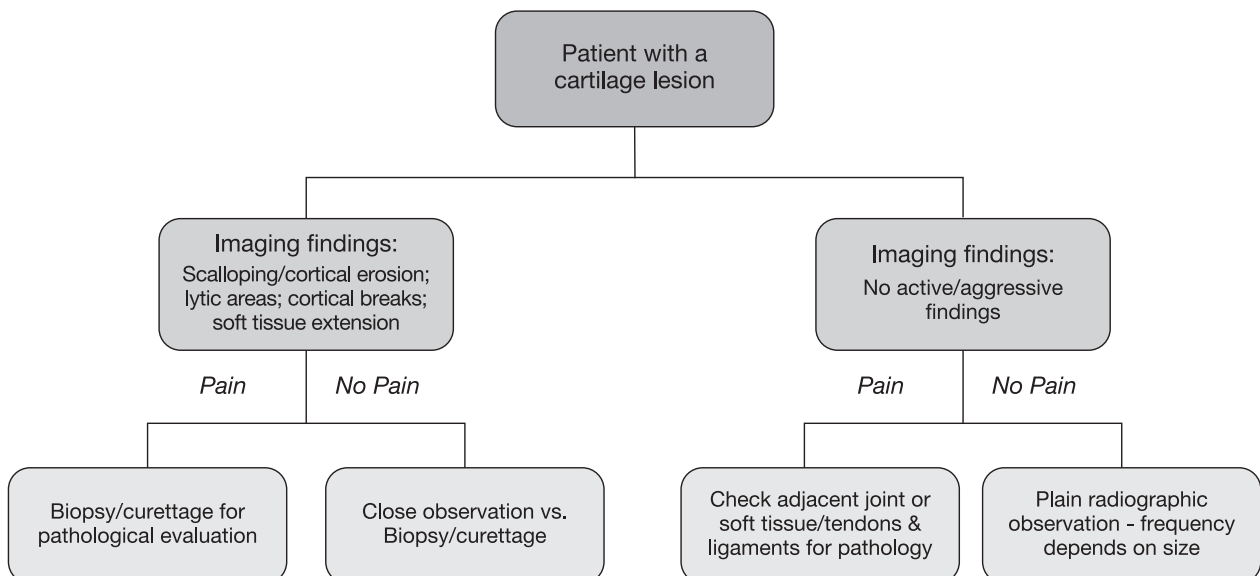 Patient with a
cartilage lesion
Imaging findings:
Scalloping/cortical erosion;
lytic areas; cortical breaks;
soft tissue extension
Imaging findings:
No active/aggressive
findings
Pain
No Pain
Pain
No Pain
Biopsy/curettage for
pathological evaluation
Close observation vs.
Biopsy/curettage
Check adjacent joint or
soft tissue/tendons &
ligaments for pathology
Plain radiographic
observation - frequency
depends on size